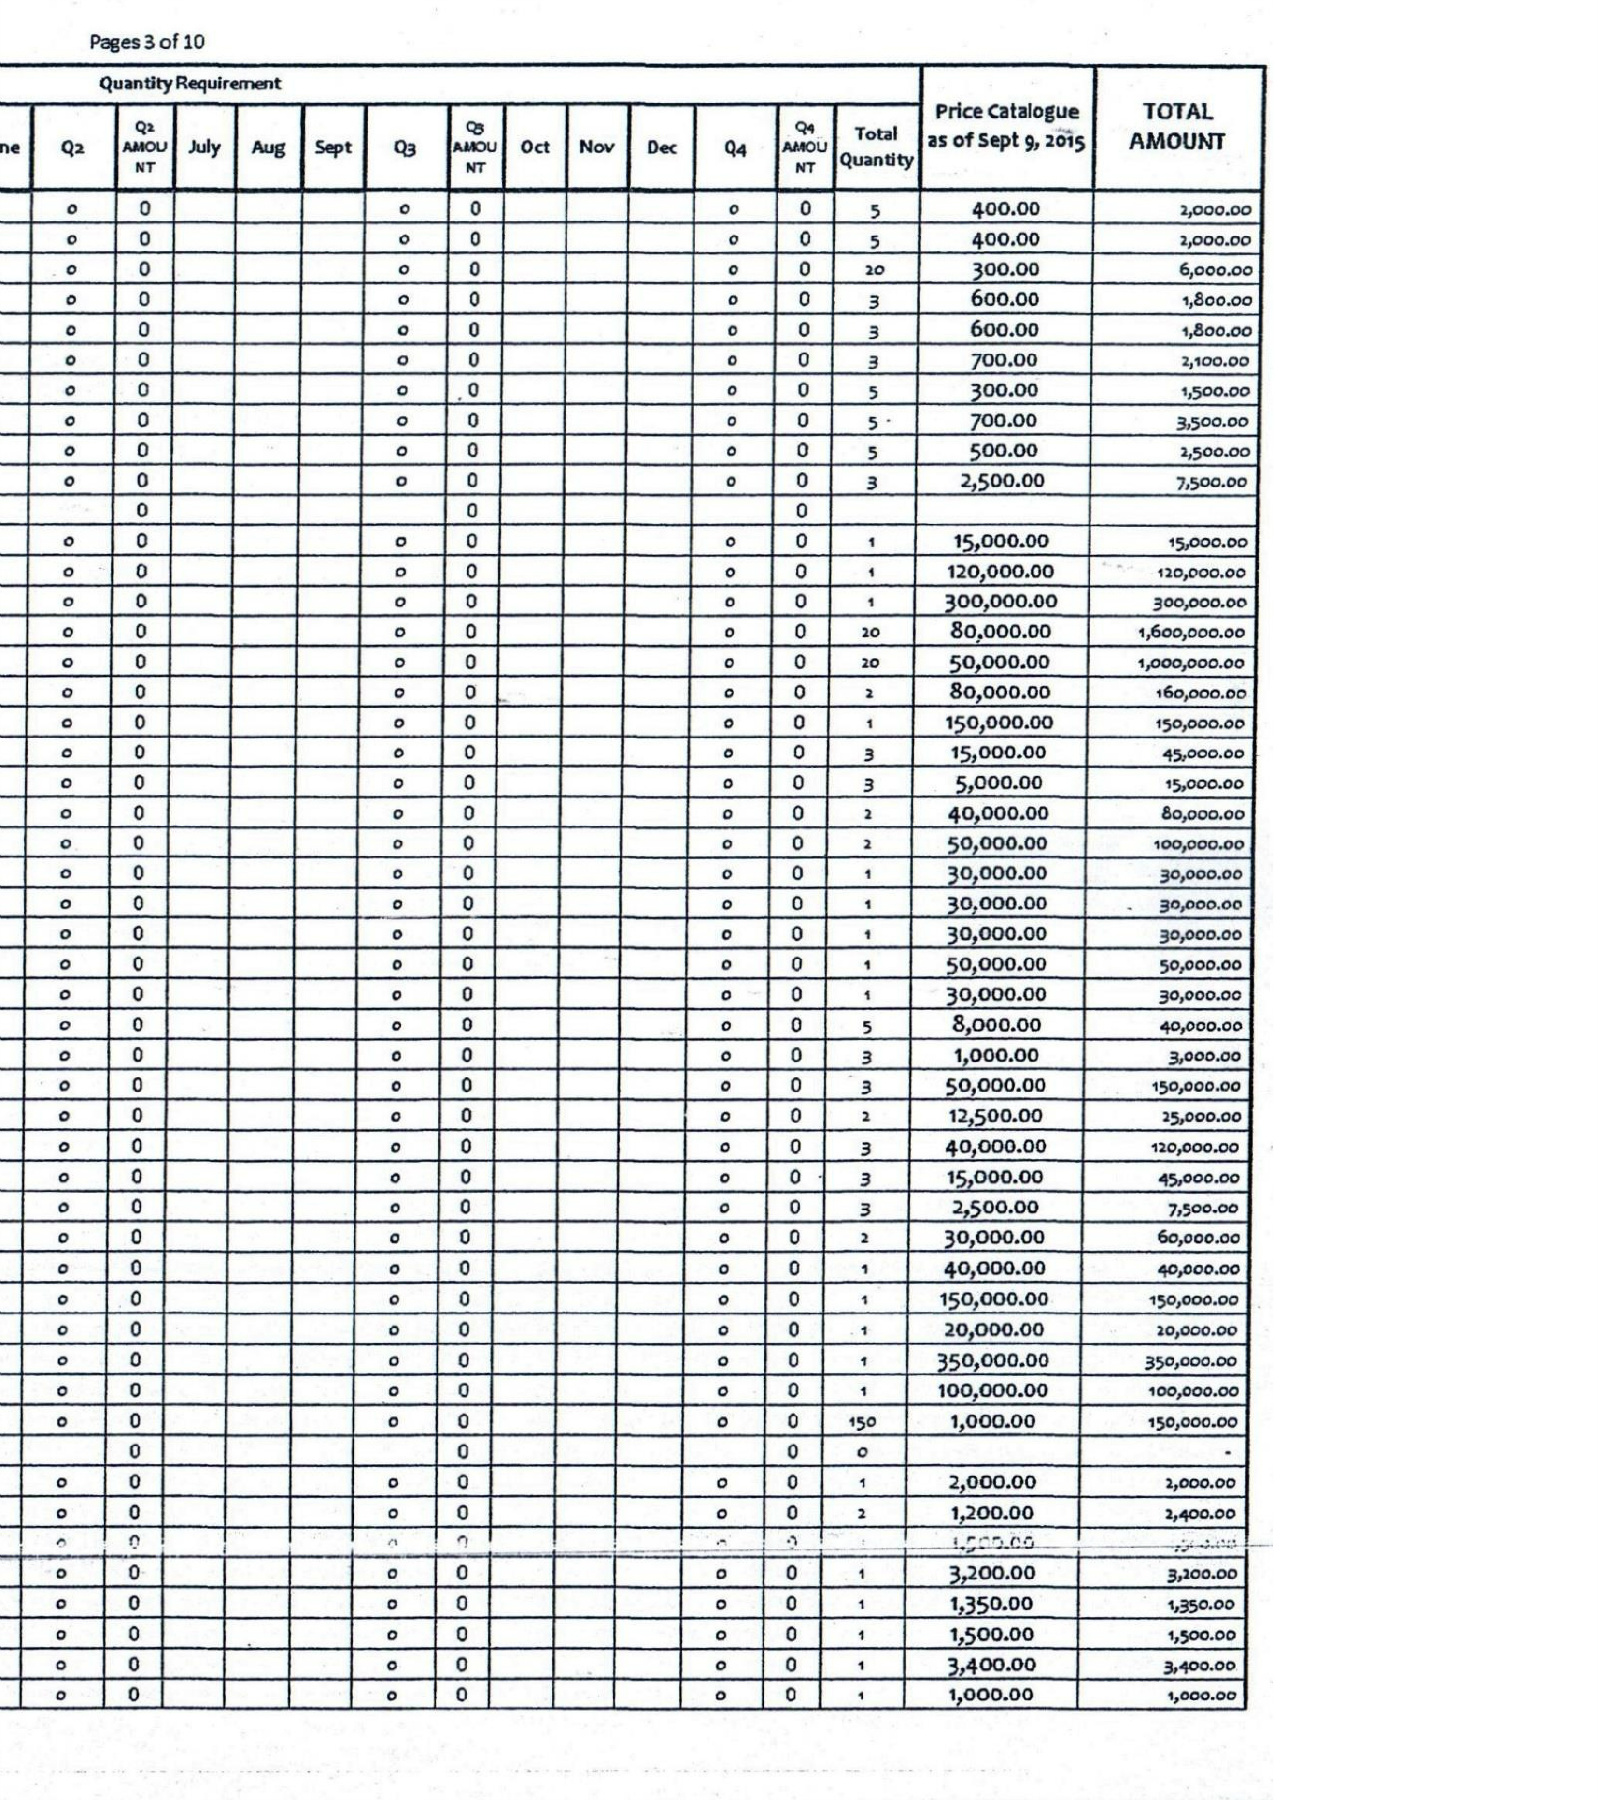 Pages 3 of 10
Quantity Requirement
ne Q2 Q2 AMOUNT July Aug Sept Q3 Q3 AMOUNT Oct Nov Dec Q4 Q4 AMOUNT Total Quantity Price Catalogue as of Sept 9, 2015 TOTAL AMOUNT
0 0 0 0 0 0 5 400.00 2,000.00
0 0 0 0 0 0 5 400.00 2,000.00
0 0 0 0 0 0 20 300.00 6,000.00
0 0 0 0 0 0 3 600.00 1,800.00
0 0 0 0 0 0 3 600.00 1,800.00
0 0 0 0 0 0 3 700.00 2,100.00
0 0 0 0 0 0 5 300.00 1,500.00
0 0 0 0 0 0 5 700.00 3,500.00
0 0 0 0 0 0 5 500.00 2,500.00
0 0 0 0 0 0 3 2,500.00 7,500.00
0 0 0
0 0 0 0 0 0 1 15,000.00 15,000.00
0 0 0 0 0 0 1 120,000.00 120,000.00
0 0 0 0 0 0 1 300,000.00 300,000.00
0 0 0 0 0 0 20 80,000.00 1,600,000.00
0 0 0 0 0 0 20 50,000.00 1,000,000.00
0 0 0 0 0 0 2 80,000.00 160,000.00
0 0 0 0 0 0 1 150,000.00 150,000.00
0 0 0 0 0 0 3 15,000.00 45,000.00
0 0 0 0 0 0 3 5,000.00 15,000.00
0 0 0 0 0 0 2 40,000.00 80,000.00
0 0 0 0 0 0 2 50,000.00 100,000.00
0 0 0 0 0 0 1 30,000.00 30,000.00
0 0 0 0 0 0 1 30,000.00 30,000.00
0 0 0 0 0 0 1 30,000.00 30,000.00
0 0 0 0 0 0 1 50,000.00 50,000.00
0 0 0 0 0 0 1 30,000.00 30,000.00
0 0 0 0 0 0 5 8,000.00 40,000.00
0 0 0 0 0 0 3 1,000.00 3,000.00
0 0 0 0 0 0 3 50,000.00 150,000.00
0 0 0 0 0 0 2 12,500.00 25,000.00
0 0 0 0 0 0 3 40,000.00 120,000.00
0 0 0 0 0 0 3 15,000.00 45,000.00
0 0 0 0 0 0 3 2,500.00 7,500.00
0 0 0 0 0 0 2 30,000.00 60,000.00
0 0 0 0 0 0 1 40,000.00 40,000.00
0 0 0 0 0 0 1 150,000.00 150,000.00
0 0 0 0 0 0 1 20,000.00 20,000.00
0 0 0 0 0 0 1 350,000.00 350,000.00
0 0 0 0 0 0 1 100,000.00 100,000.00
0 0 0 0 0 0 150 1,000.00 150,000.00
0 0 0 0 -
0 0 0 0 0 0 1 2,000.00 2,000.00
0 0 0 0 0 0 2 1,200.00 2,400.00
0 0 0 0 0 0 1,500.00
0 0 0 0 0 0 1 3,200.00 3,200.00
0 0 0 0 0 0 1 1,350.00 1,350.00
0 0 0 0 0 0 1 1,500.00 1,500.00
0 0 0 0 0 0 1 3,400.00 3,400.00
0 0 0 0 0 0 1 1,000.00 1,000.00